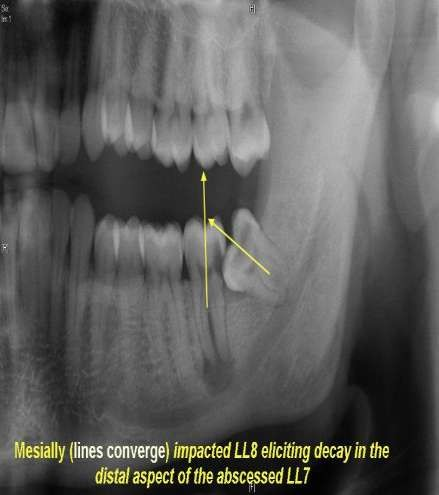 [H]
Mesially (lines converge) impacted LL8 eliciting decay in the
distal aspect of the abscessed LL7